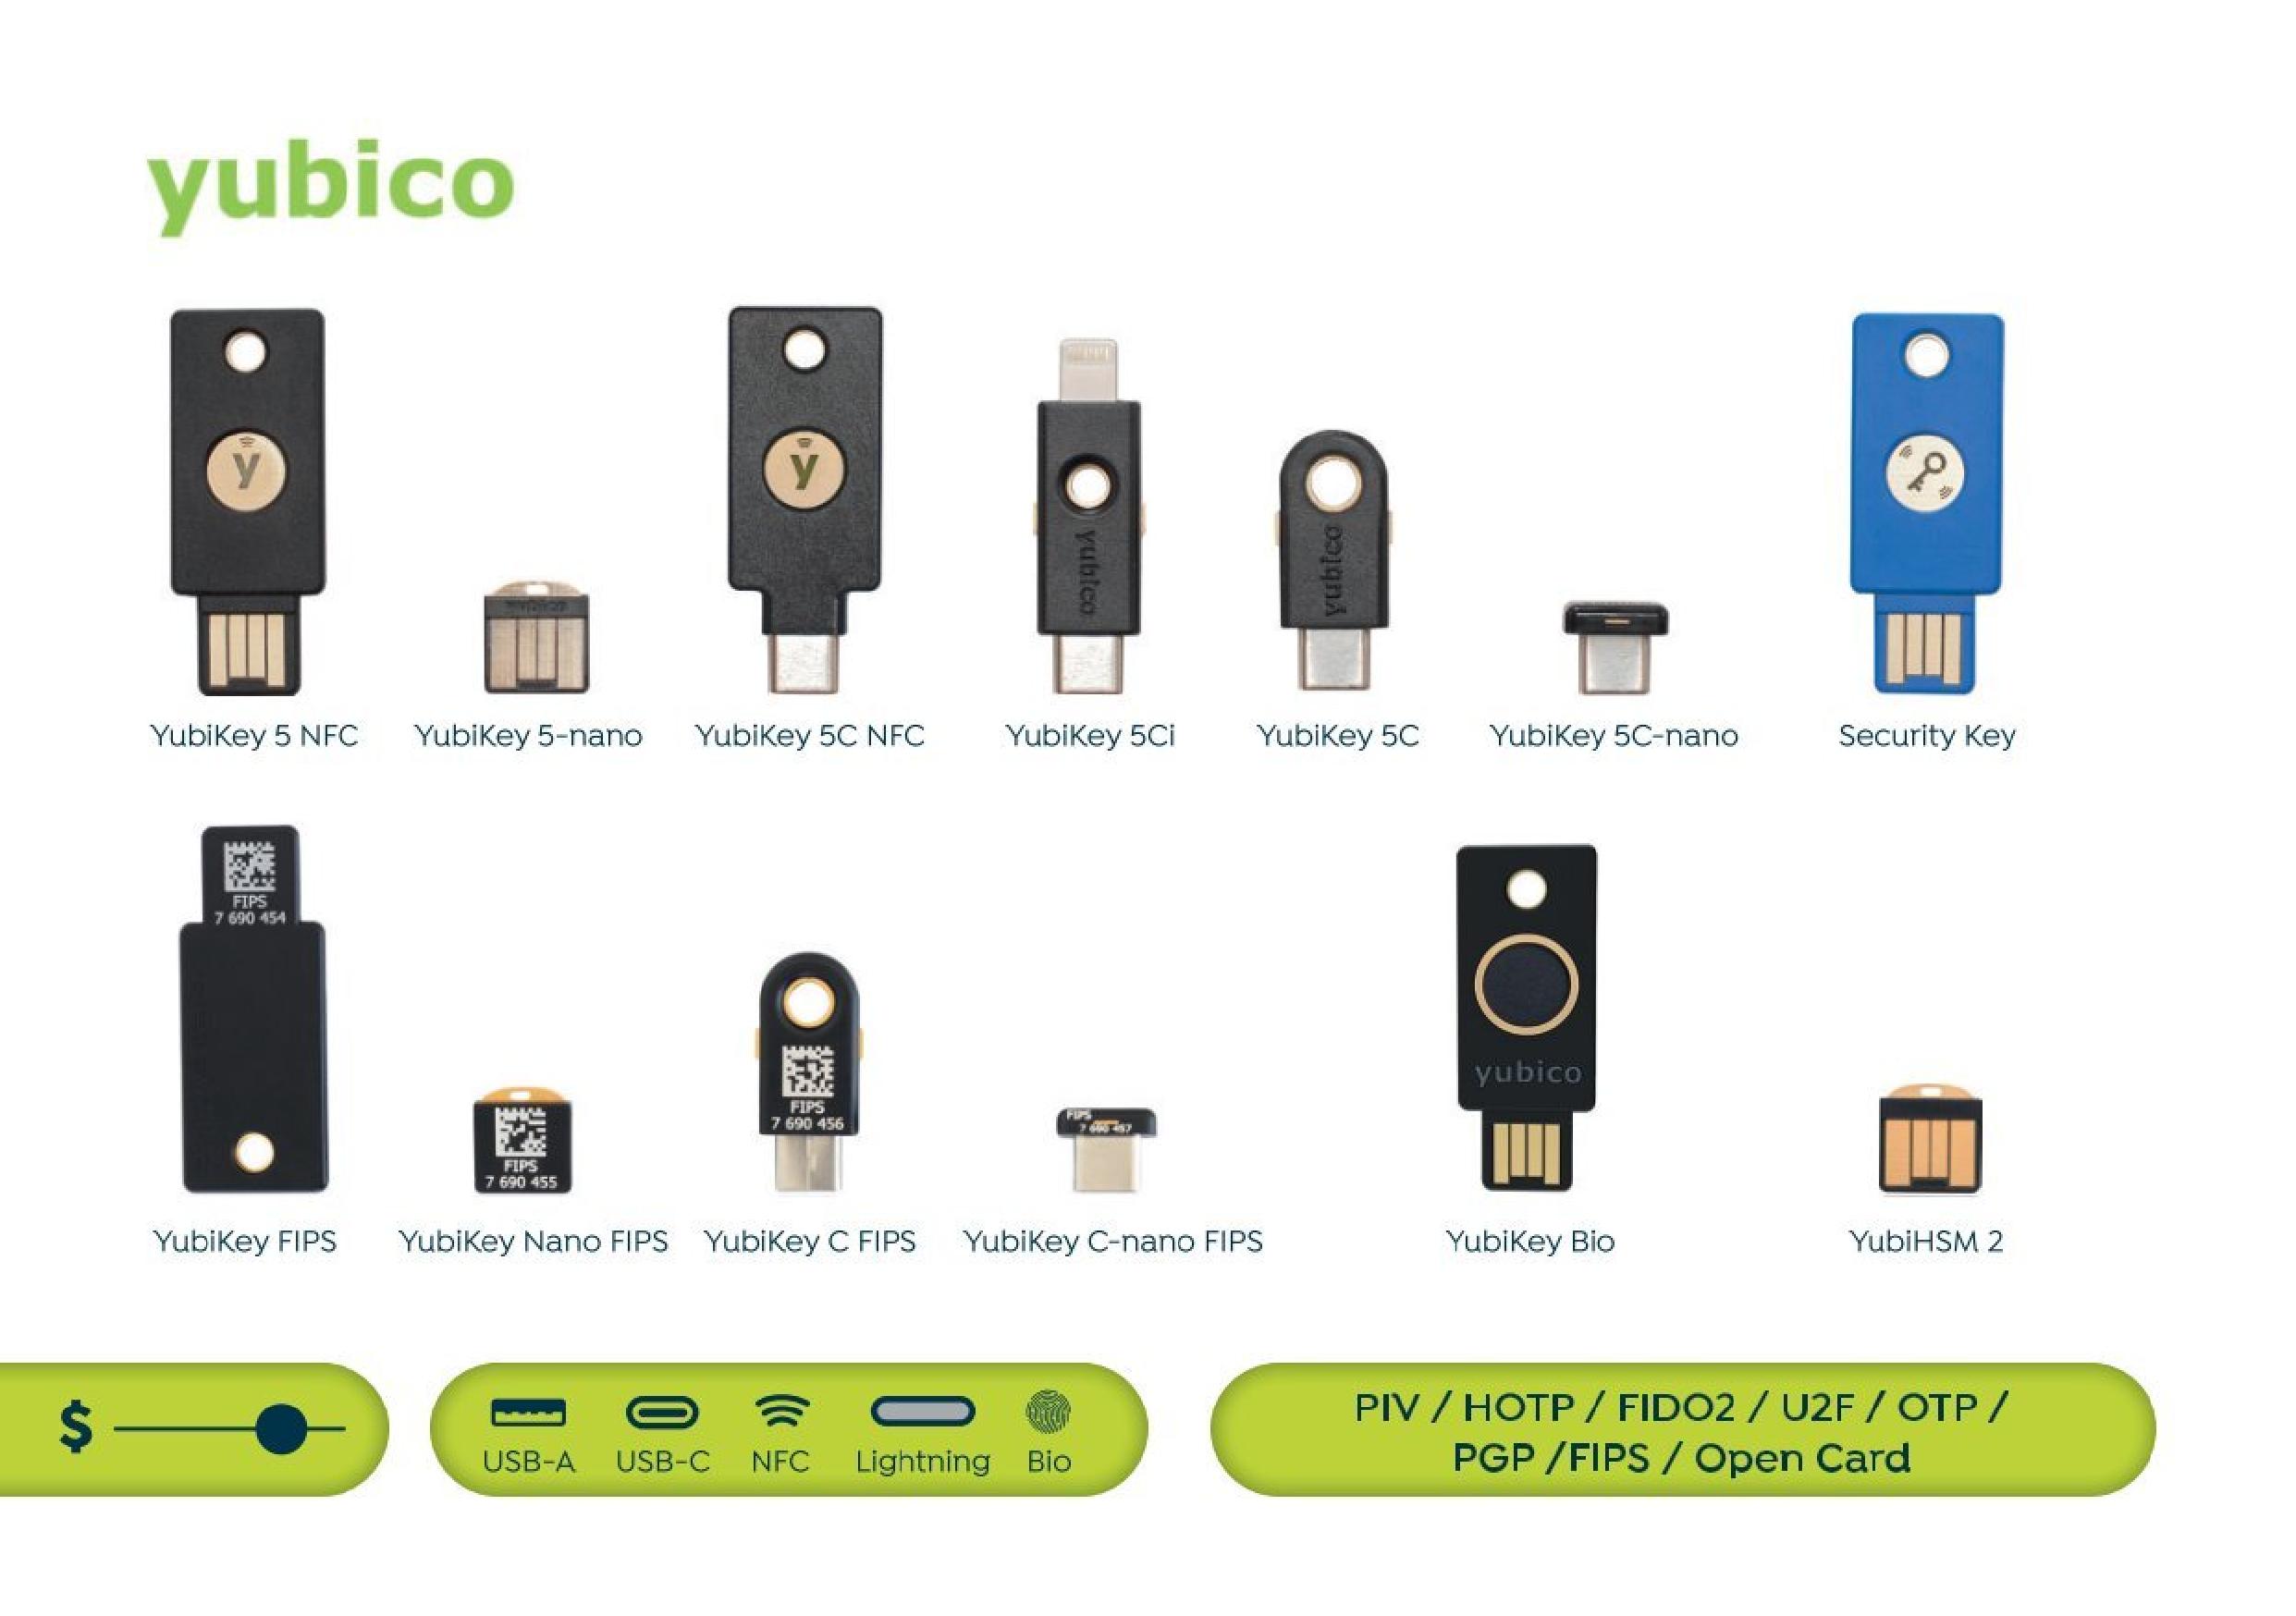 yubico
y
y
yubico
yubico
YubiKey 5 NFC
YubiKey 5-nano
YubiKey 5C NFC
YubiKey 5Ci
YubiKey 5C
YubiKey 5C-nano
Security Key
FIPS
7 690 454
FIPS
7 690 455
FIPS
7 690 456
FIPS
7 690 457
yubico
YubiKey FIPS
YubiKey Nano FIPS
YubiKey C FIPS
YubiKey C-nano FIPS
YubiKey Bio
YubiHSM 2
$
USB-A
USB-C
NFC
Lightning
Bio
PIV / HOTP / FIDO2 / U2F / OTP /
PGP /FIPS / Open Card